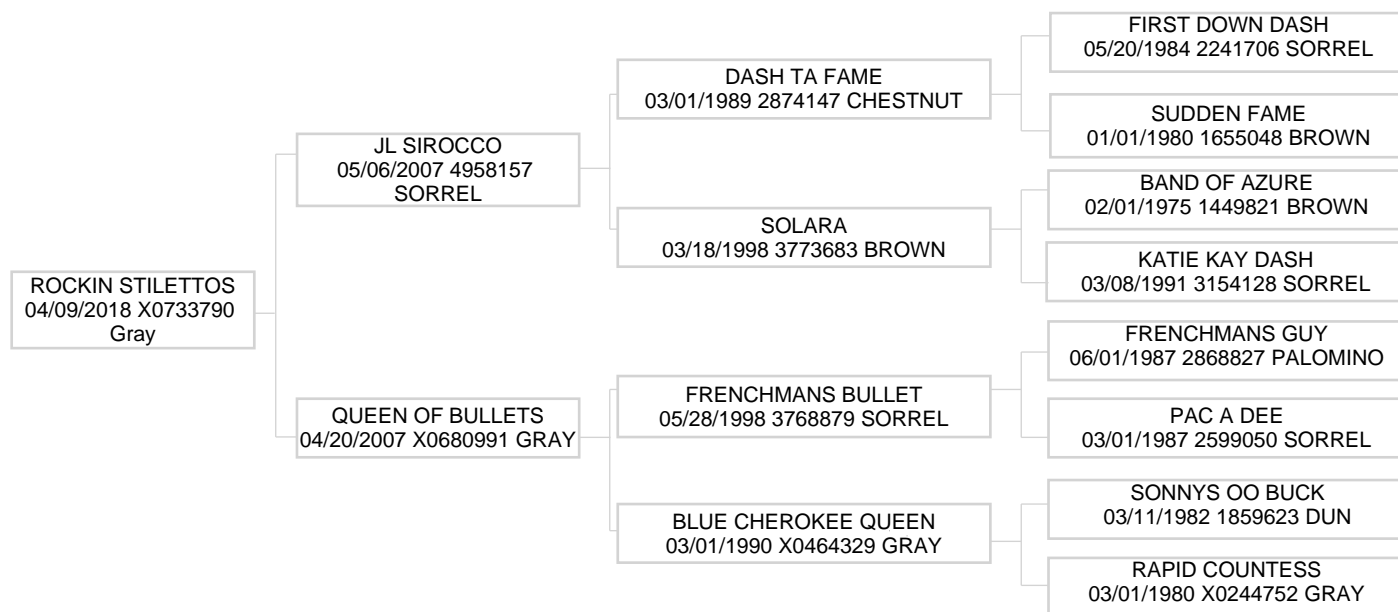 FIRST DOWN DASH
05/20/1984 2241706 SORREL
DASH TA FAME
03/01/1989 2874147 CHESTNUT
SUDDEN FAME
01/01/1980 1655048 BROWN
JL SIROCCO
05/06/2007 4958157
SORREL
BAND OF AZURE
02/01/1975 1449821 BROWN
SOLARA
03/18/1998 3773683 BROWN
KATIE KAY DASH
03/08/1991 3154128 SORREL
ROCKIN STILETTOS
04/09/2018 X0733790
Gray
FRENCHMANS GUY
06/01/1987 2868827 PALOMINO
FRENCHMANS BULLET
05/28/1998 3768879 SORREL
PAC A DEE
03/01/1987 2599050 SORREL
QUEEN OF BULLETS
04/20/2007 X0680991 GRAY
SONNYS OO BUCK
03/11/1982 1859623 DUN
BLUE CHEROKEE QUEEN
03/01/1990 X0464329 GRAY
RAPID COUNTESS
03/01/1980 X0244752 GRAY